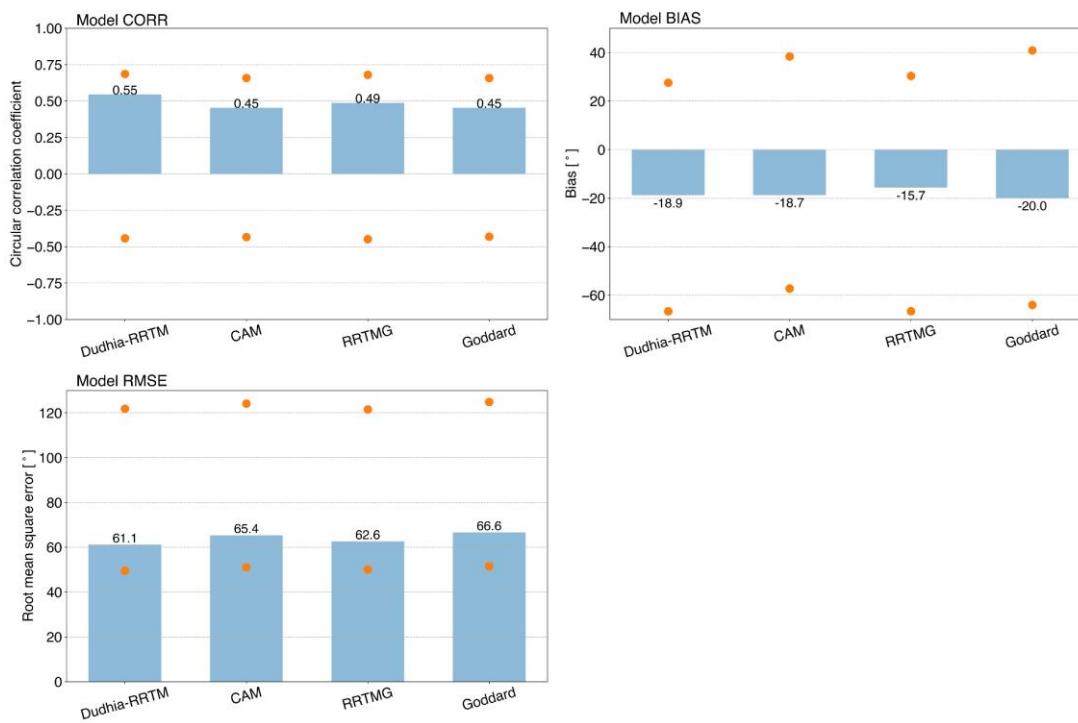 Model CORR
Circular correlation coefficient
1.00
0.75
0.50
0.25
0.00
−0.25
−0.50
−0.75
−1.00
0.55
0.45
0.49
0.45
Dudhia-RRTM
CAM
RRTMG
Goddard
Model BIAS
Bias [ ° ]
40
20
0
−20
−40
−60
-18.9
-18.7
-15.7
-20.0
Dudhia-RRTM
CAM
RRTMG
Goddard
Model RMSE
Root mean square error [ ° ]
120
100
80
60
40
20
0
61.1
65.4
62.6
66.6
Dudhia-RRTM
CAM
RRTMG
Goddard